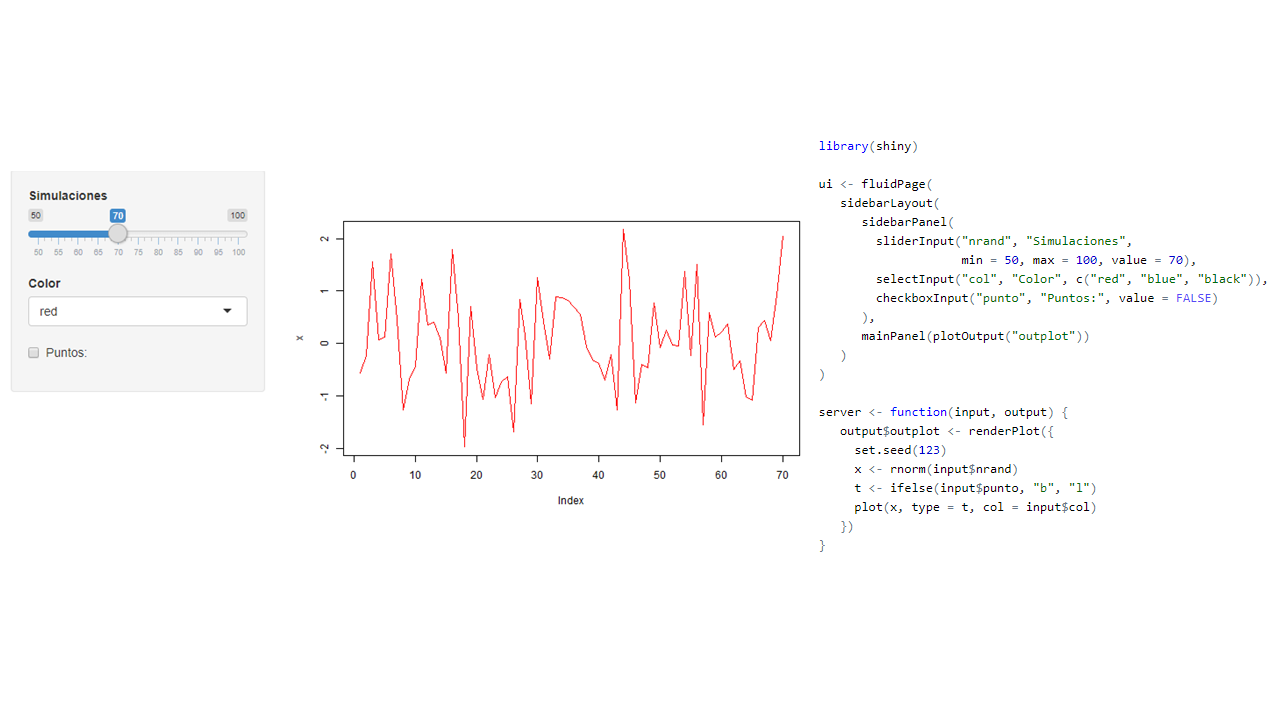 Simulaciones
50 70 100
50 55 60 65 70 75 80 85 90 95 100
Color
red
Puntos:
2
1
0
-1
-2
x
0 10 20 30 40 50 60 70
Index
library(shiny)
ui <- fluidPage(
sidebarLayout(
sidebarPanel(
sliderInput("nrand", "Simulaciones",
min = 50, max = 100, value = 70),
selectInput("col", "Color", c("red", "blue", "black")),
checkboxInput("punto", "Puntos:", value = FALSE)
),
mainPanel(plotOutput("outplot"))
)
)
server <- function(input, output) {
output$outplot <- renderPlot({
set.seed(123)
x <- rnorm(input$nrand)
t <- ifelse(input$punto, "b", "l")
plot(x, type = t, col = input$col)
})
}